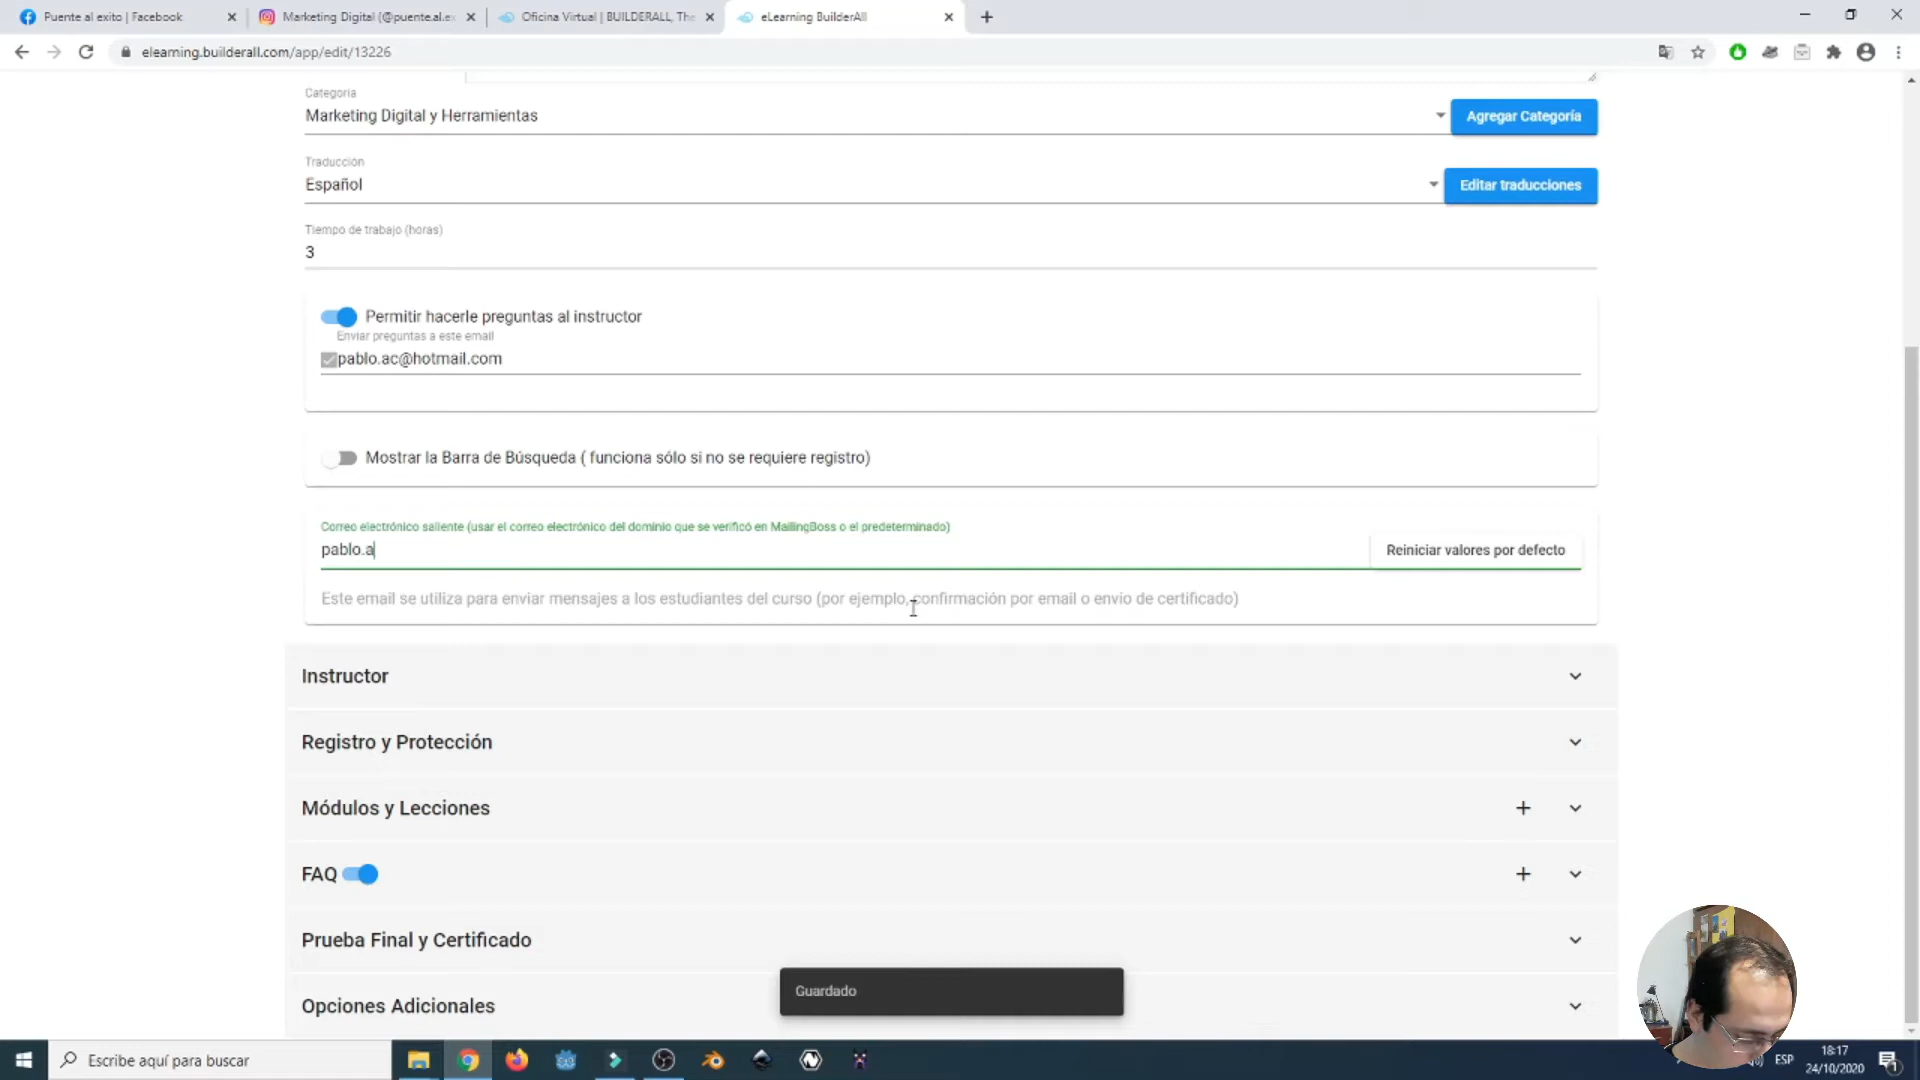 Puente al exito | Facebook
Marketing Digital (@puente.al.ex
Oficina Virtual | BUILDERALL, The
eLearning BuilderAll
elearning.builderall.com/app/edit/13226
Categoría
Marketing Digital y Herramientas
Agregar Categoría
Traducción
Español
Editar traducciones
Tiempo de trabajo (horas)
3
Permitir hacerle preguntas al instructor
Enviar preguntas a este email
pablo.ac@hotmail.com
Mostrar la Barra de Búsqueda ( funciona sólo si no se requiere registro)
Correo electrónico saliente (usar el correo electrónico del dominio que se verificó en MailingBoss o el predeterminado)
pablo.a
Reiniciar valores por defecto
Este email se utiliza para enviar mensajes a los estudiantes del curso (por ejemplo, confirmación por email o envio de certificado)
Instructor
Registro y Protección
Módulos y Lecciones
FAQ
Prueba Final y Certificado
Guardado
Opciones Adicionales
Escribe aquí para buscar
ESP
18:17
24/10/2020
1